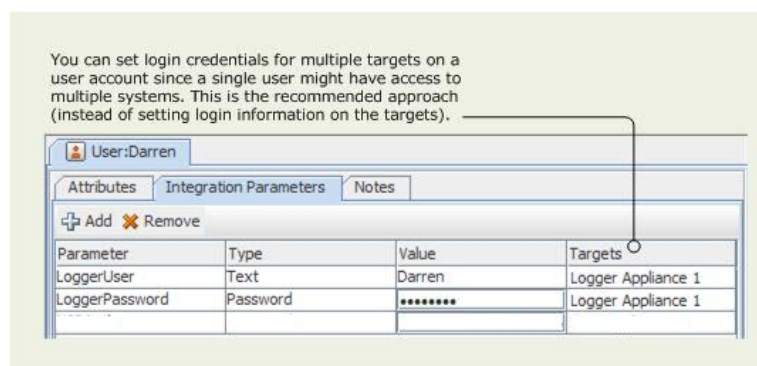 You can set login credentials for multiple targets on a
user account since a single user might have access to
multiple systems. This is the recommended approach
(instead of setting login information on the targets).
User:Darren
Attributes Integration Parameters Notes
Add Remove
Parameter Type Value Targets
LoggerUser Text Darren Logger Appliance 1
LoggerPassword Password •••••••• Logger Appliance 1